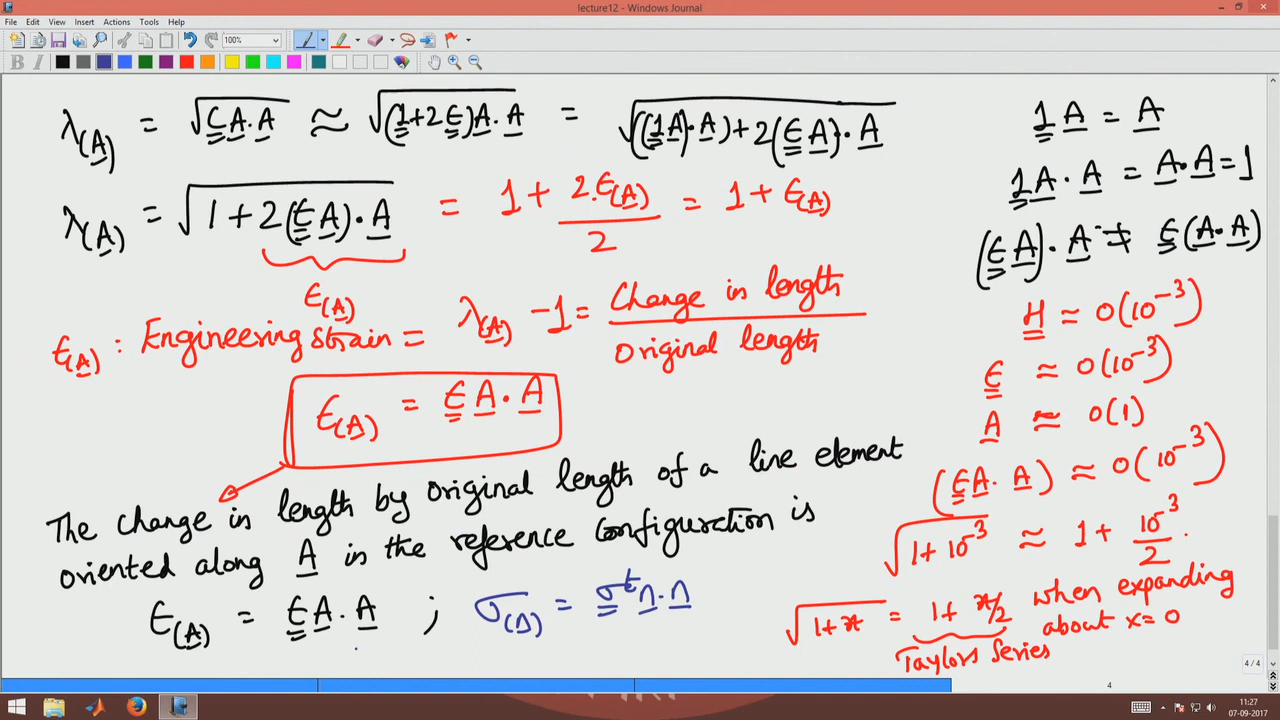 lecture12 - Windows Journal
File Edit View Insert Actions Tools Help
100%
B I
λ(A) = √(C A·A) ≈ √((1+2ε)A·A) = √(((1A)·A)+2(εA)·A)
1A = A
1A·A = A·A=1
λ(A) = √(1+2(εA)·A) = 1+ 2.ε(A)/2 = 1+ε(A)
(εA)·A ≠ ε(A·A)
ε(A)
H ≈ O(10⁻³)
ε(A) : Engineering strain = λ(A) -1 = Change in length / Original length
ε ≈ O(10⁻³)
ε(A) = εA·A
A ≈ O(1)
(εA·A) ≈ O(10⁻³)
The change in length by original length of a line element
oriented along A in the reference configuration is
√(1+10⁻³) ≈ 1+ 10⁻³/2 .
ε(A) = εA·A ; σ(n) = σᵗn·n
√(1+x) = 1+ x/2 when expanding
about x=0
Taylors Series
4 / 4
4
11:27
07-09-2017